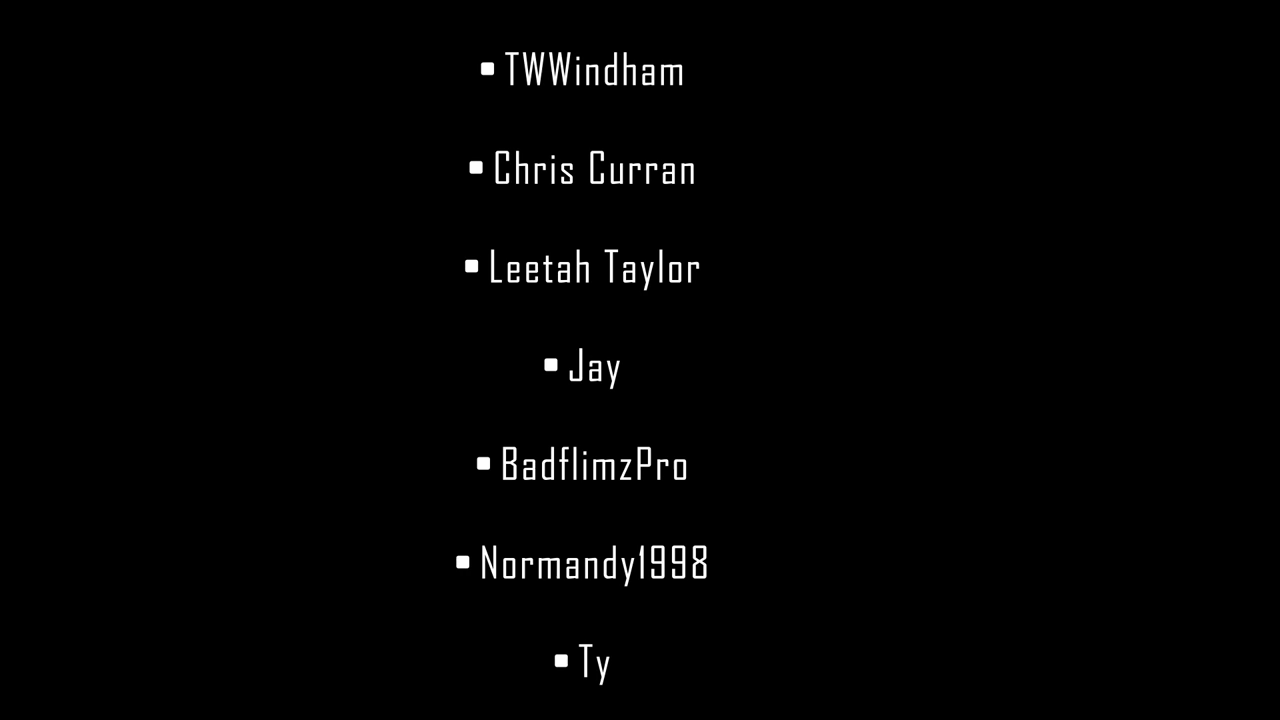 ▪ TWWindham
▪ Chris Curran
▪ Leetah Taylor
▪ Jay
▪ BadflimzPro
▪ Normandy1998
▪ Ty